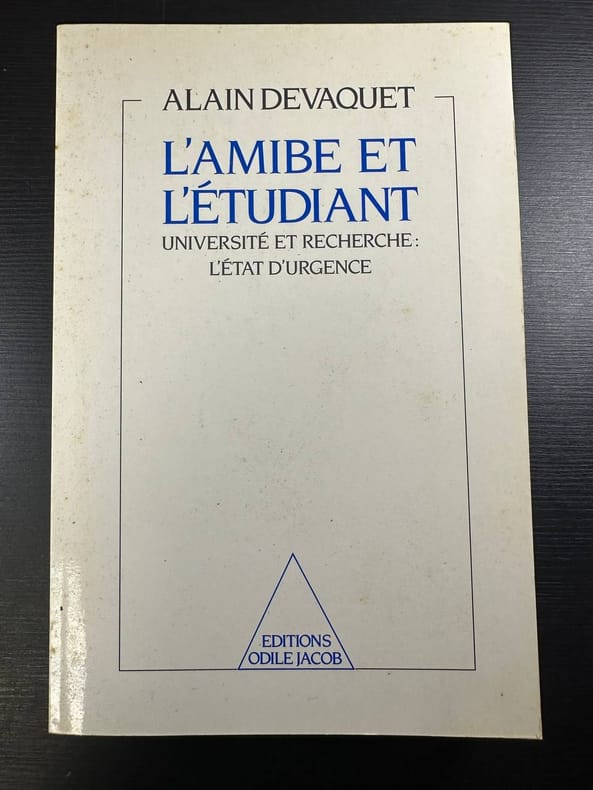 ALAIN DEVAQUET
L'AMIBE ET
L'ÉTUDIANT
UNIVERSITÉ ET RECHERCHE :
L'ÉTAT D'URGENCE
EDITIONS
ODILE JACOB